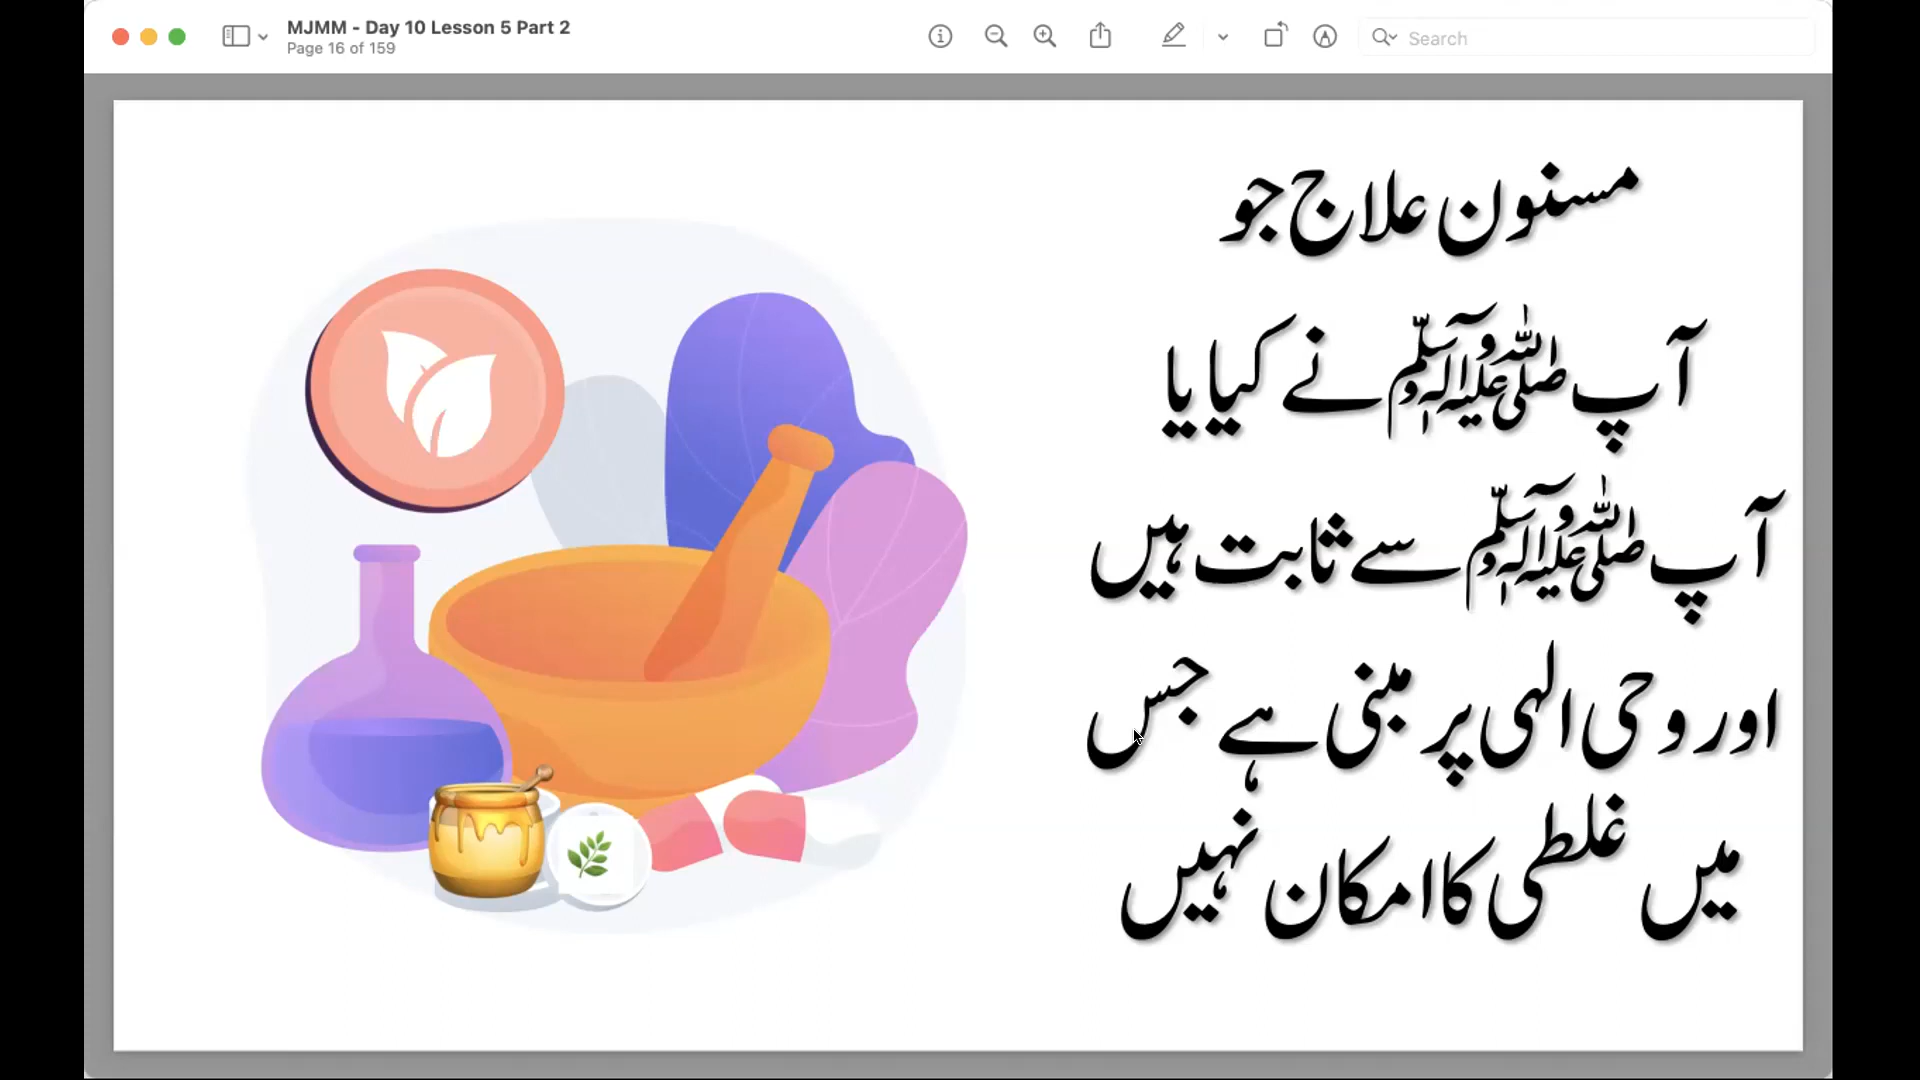 MJMM - Day 10 Lesson 5 Part 2
Page 16 of 159
Search
مسنون علاج جو
آپ ﷺ نے کیا یا
آپ ﷺ سے ثابت ہیں
اور وحی الہی پر مبنی ہے جس
میں غلطی کا امکان نہیں